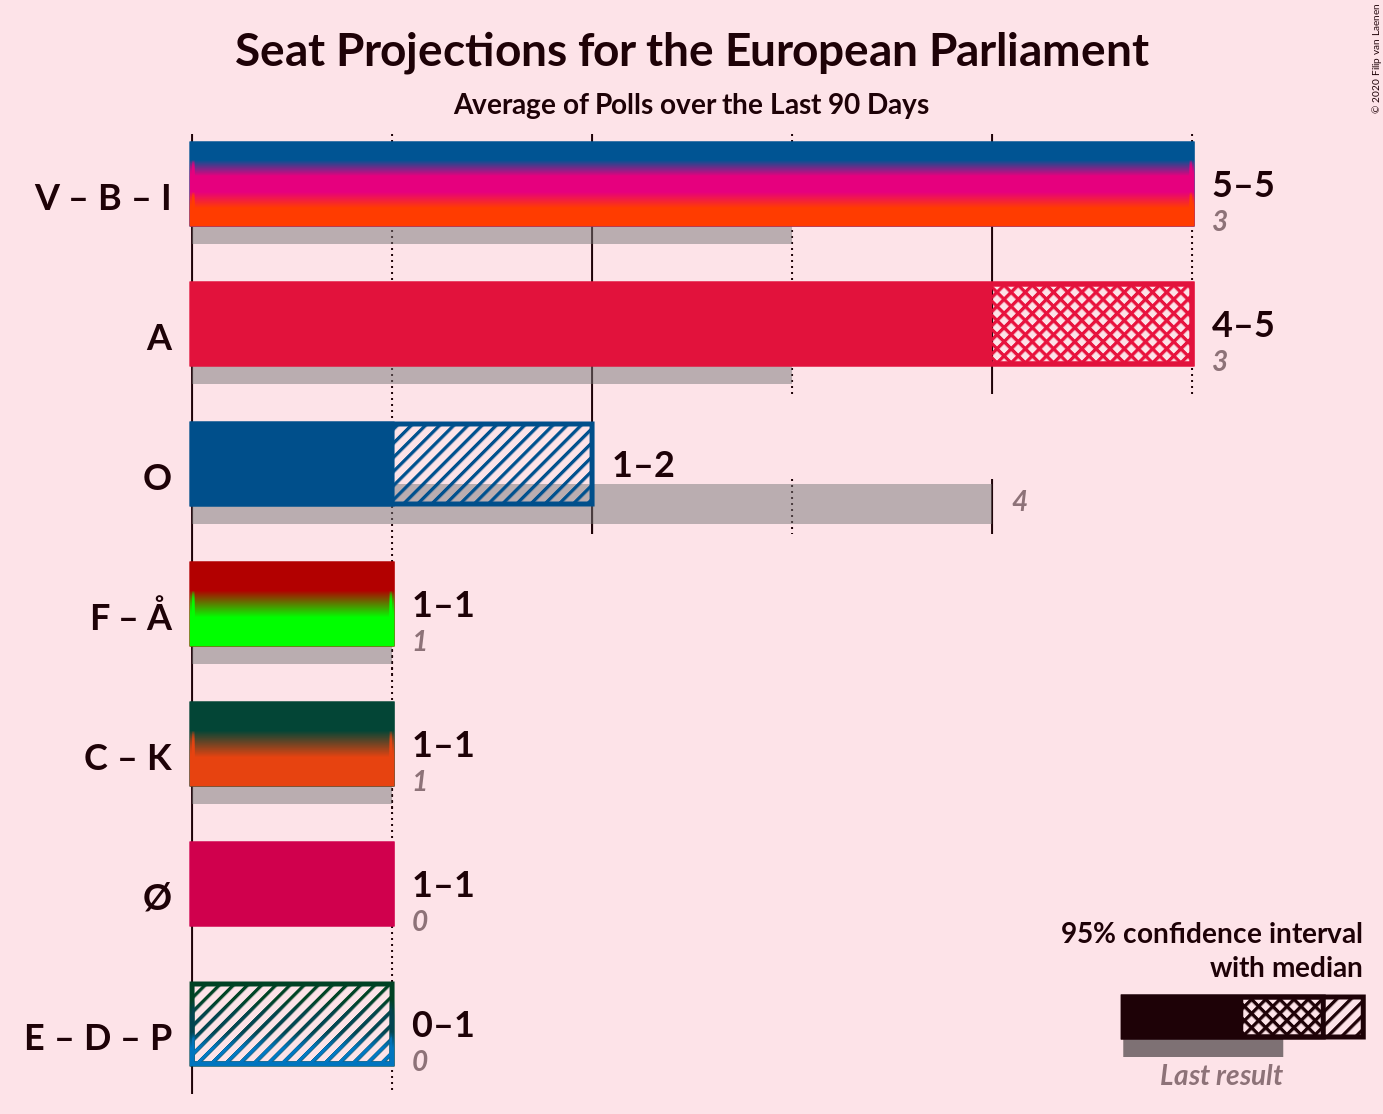 Seat Projections for the European Parliament
Average of Polls over the Last 90 Days
© 2020 Filip van Laenen
V – B – I
5–5
3
A
4–5
3
O
1–2
4
F – Å
1–1
1
C – K
1–1
1
Ø
1–1
0
E – D – P
0–1
0
95% confidence interval
with median
Last result